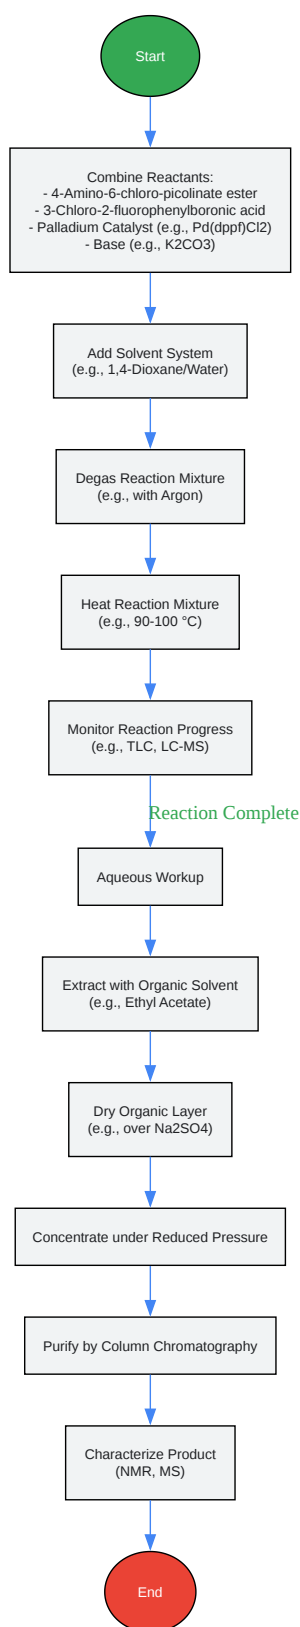 Start
Combine Reactants:
- 4-Amino-6-chloro-picolinate ester
- 3-Chloro-2-fluorophenylboronic acid
- Palladium Catalyst (e.g., Pd(dppf)Cl2)
- Base (e.g., K2CO3)
Add Solvent System
(e.g., 1,4-Dioxane/Water)
Degas Reaction Mixture
(e.g., with Argon)
Heat Reaction Mixture
(e.g., 90-100 °C)
Monitor Reaction Progress
(e.g., TLC, LC-MS)
Reaction Complete
Aqueous Workup
Extract with Organic Solvent
(e.g., Ethyl Acetate)
Dry Organic Layer
(e.g., over Na2SO4)
Concentrate under Reduced Pressure
Purify by Column Chromatography
Characterize Product
(NMR, MS)
End